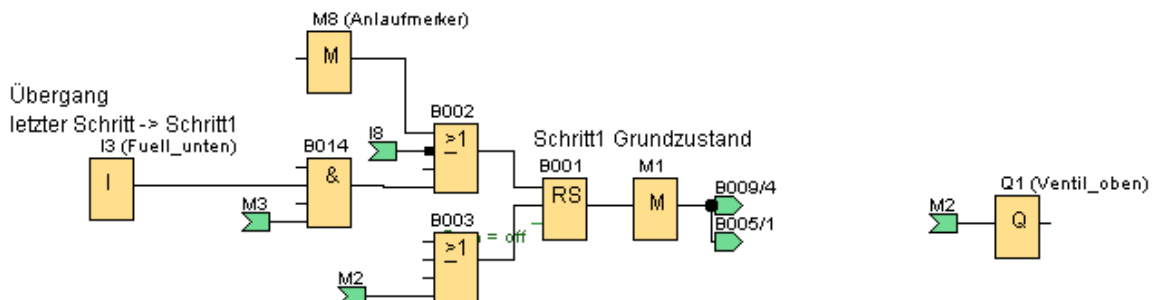 M8 (Anlaufmerker)
M
Übergang
letzter Schritt -> Schritt1
I3 (Fuell_unten)
I
B014
&
M3
I8
B002
>1
Schritt1 Grundzustand
B001
RS
M1
M
B009/4
B005/1
B003
>1
= off
M2
Q1 (Ventil_oben)
M2
Q